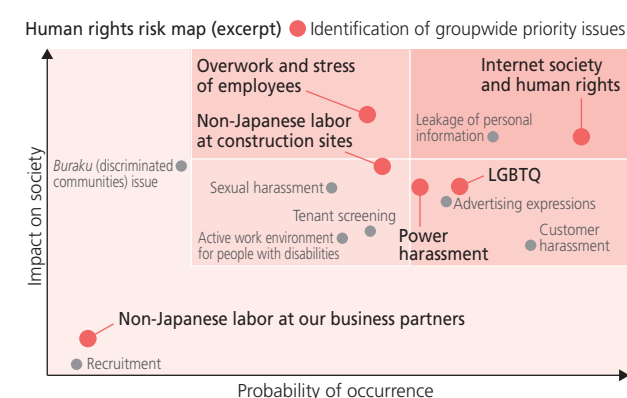 Human rights risk map (excerpt) Identification of groupwide priority issues
Impact on society
Overwork and stress
of employees
Internet society
and human rights
Non-Japanese labor
at construction sites
Leakage of personal
information
Buraku (discriminated
communities) issue
Sexual harassment
LGBTQ
Advertising expressions
Tenant screening
Active work environment
for people with disabilities
Power
harassment
Customer
harassment
Non-Japanese labor at our business partners
Recruitment
Probability of occurrence